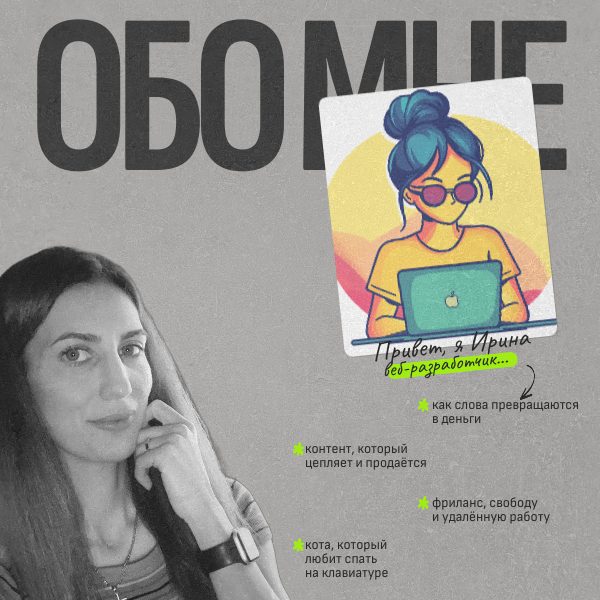 ОБО МНЕ
Привет, я Ирина
веб-разработчик...
как слова превращаются
в деньги
контент, который
цепляет и продаётся
фриланс, свободу
и удалённую работу
кота, который
любит спать
на клавиатуре